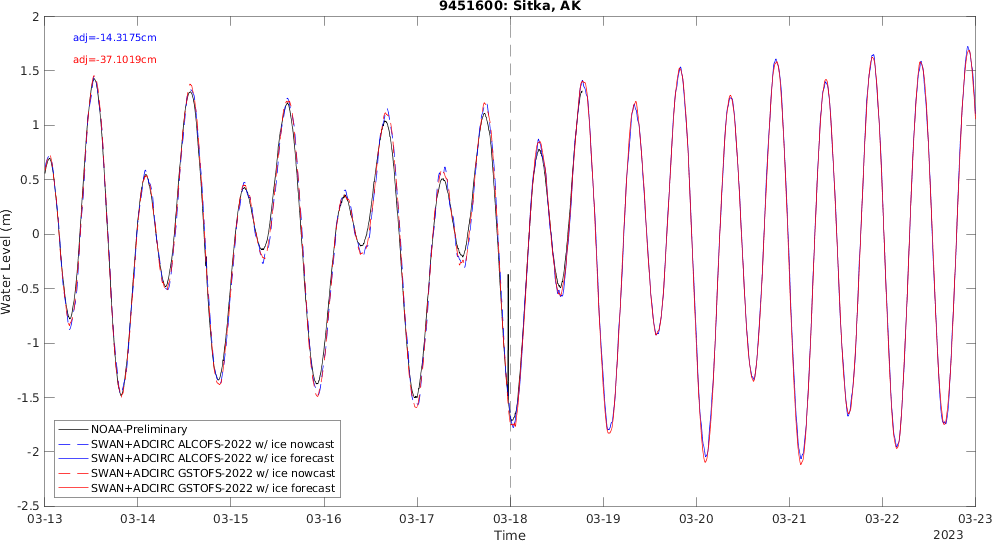 9451600: Sitka, AK
adj=-14.3175cm
adj=-37.1019cm
Water Level (m)
2
1.5
1
0.5
0
-0.5
-1
-1.5
-2
-2.5
NOAA-Preliminary
SWAN+ADCIRC ALCOFS-2022 w/ ice nowcast
SWAN+ADCIRC ALCOFS-2022 w/ ice forecast
SWAN+ADCIRC GSTOFS-2022 w/ ice nowcast
SWAN+ADCIRC GSTOFS-2022 w/ ice forecast
03-13 03-14 03-15 03-16 03-17 03-18 03-19 03-20 03-21 03-22 03-23
Time
2023